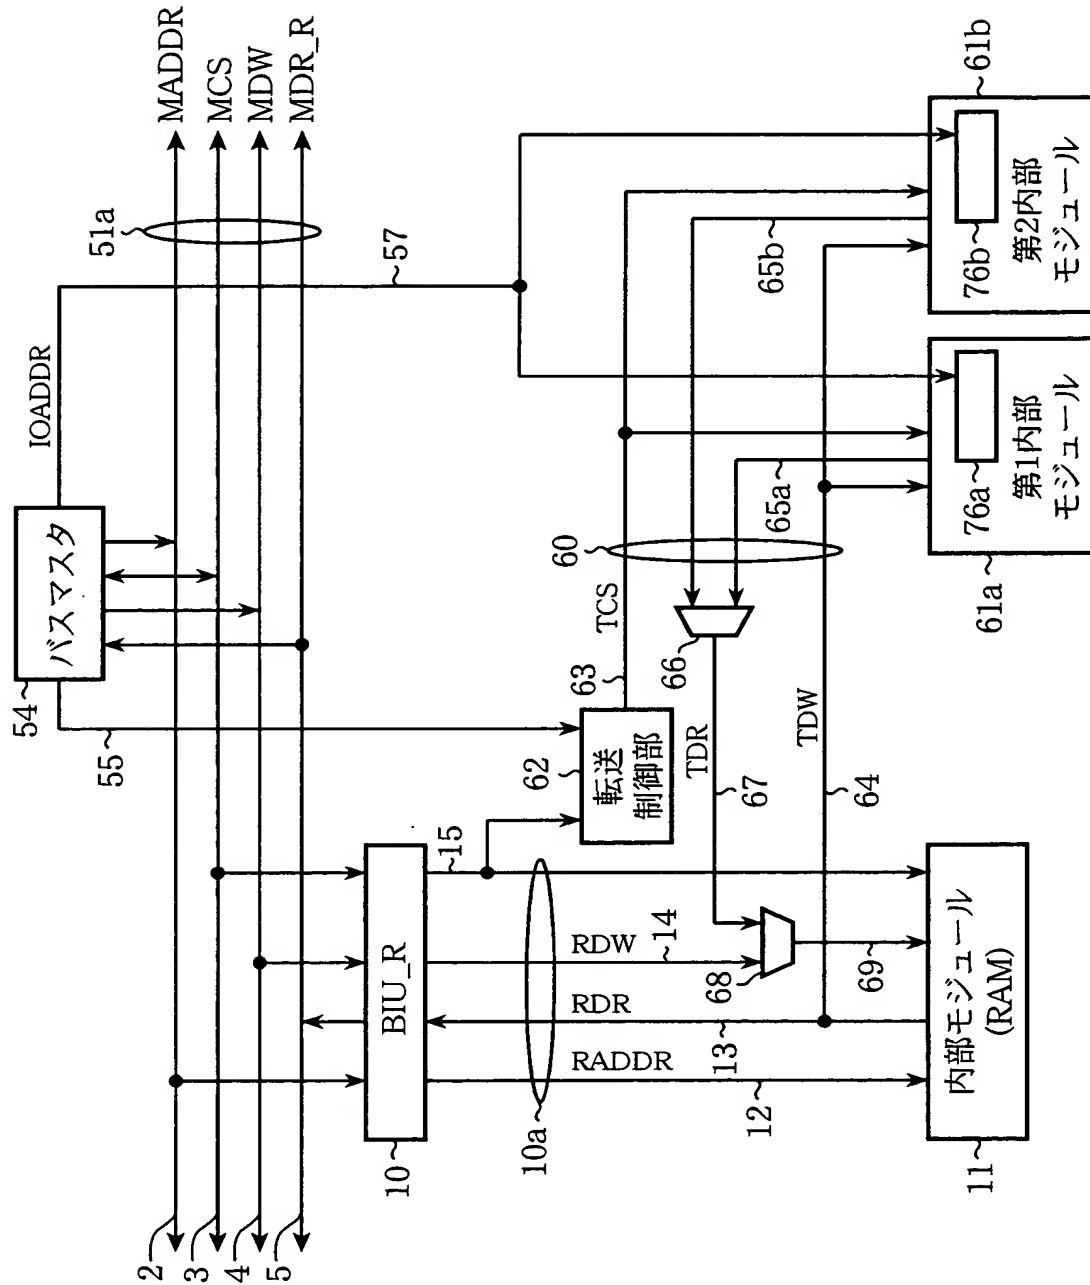 2
3
4
5
MADDR
MCS
MDW
MDR_R
51a
54
バスマスタ
IOADDR
55
57
10
BIU_R
15
10a
RADDR
12
RDR
13
RDW
14
68
69
62
転送
制御部
63
TCS
60
66
TDR
67
TDW
64
65a
65b
11
内部モジュール
(RAM)
61a
76a
第1内部
モジュール
61b
76b
第2内部
モジュール